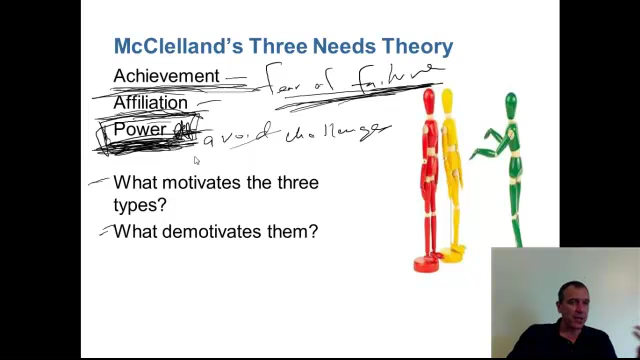 McClelland's Three Needs Theory
Achievement — fear of failure
Affiliation
Power avoid challenges
What motivates the three
types?
What demotivates them?